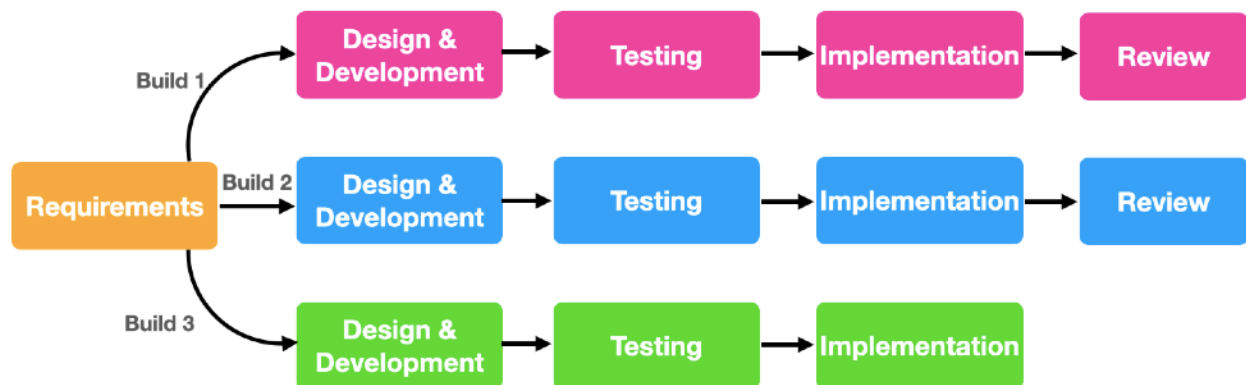 Design &
Development
Testing
Implementation
Review
Build 1
Requirements
Build 2
Design &
Development
Testing
Implementation
Review
Build 3
Design &
Development
Testing
Implementation